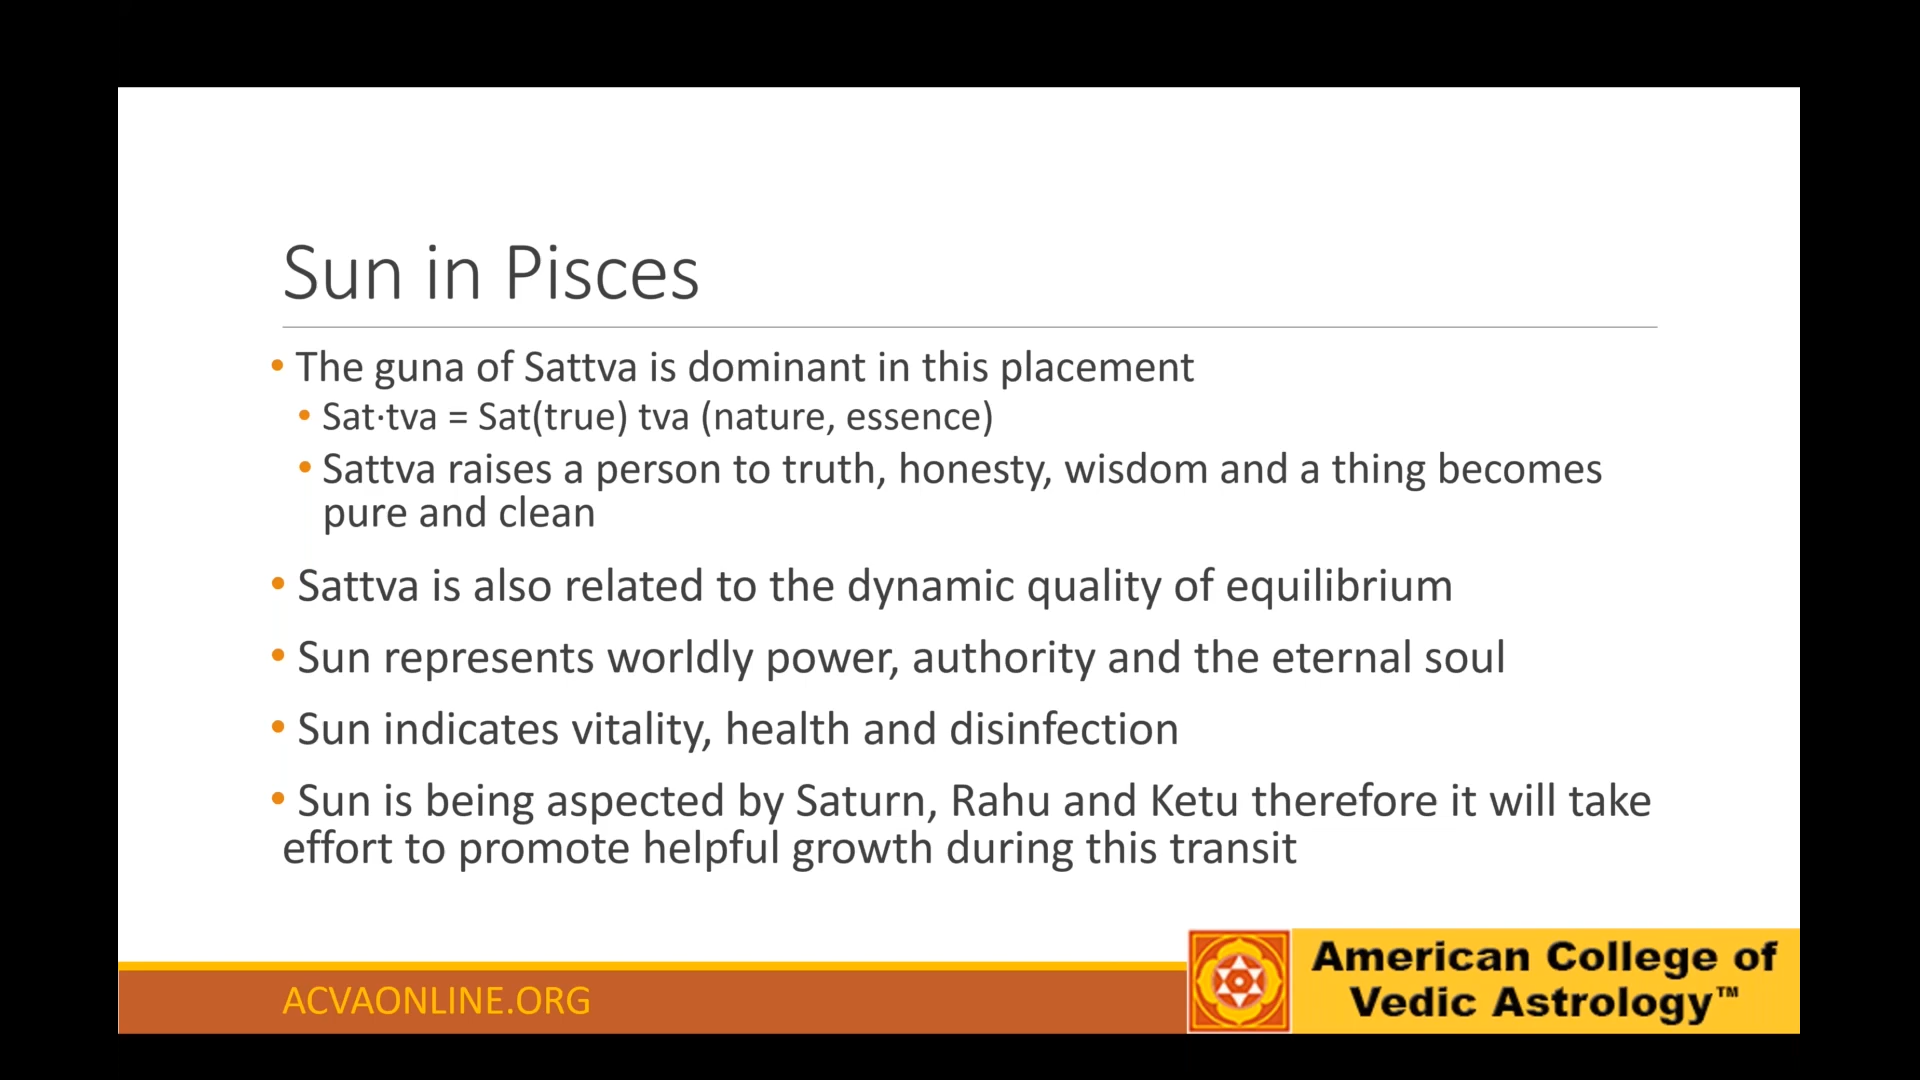 Sun in Pisces
• The guna of Sattva is dominant in this placement
• Sat·tva = Sat(true) tva (nature, essence)
• Sattva raises a person to truth, honesty, wisdom and a thing becomes
pure and clean
• Sattva is also related to the dynamic quality of equilibrium
• Sun represents worldly power, authority and the eternal soul
• Sun indicates vitality, health and disinfection
• Sun is being aspected by Saturn, Rahu and Ketu therefore it will take
effort to promote helpful growth during this transit
ACVAONLINE.ORG
American College of
Vedic Astrology™